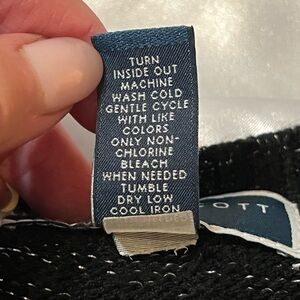 TURN
INSIDE OUT
MACHINE
WASH COLD
GENTLE CYCLE
WITH LIKE
COLORS
ONLY NON-
CHLORINE
BLEACH
WHEN NEEDED
TUMBLE
DRY LOW
COOL IRON
OTT